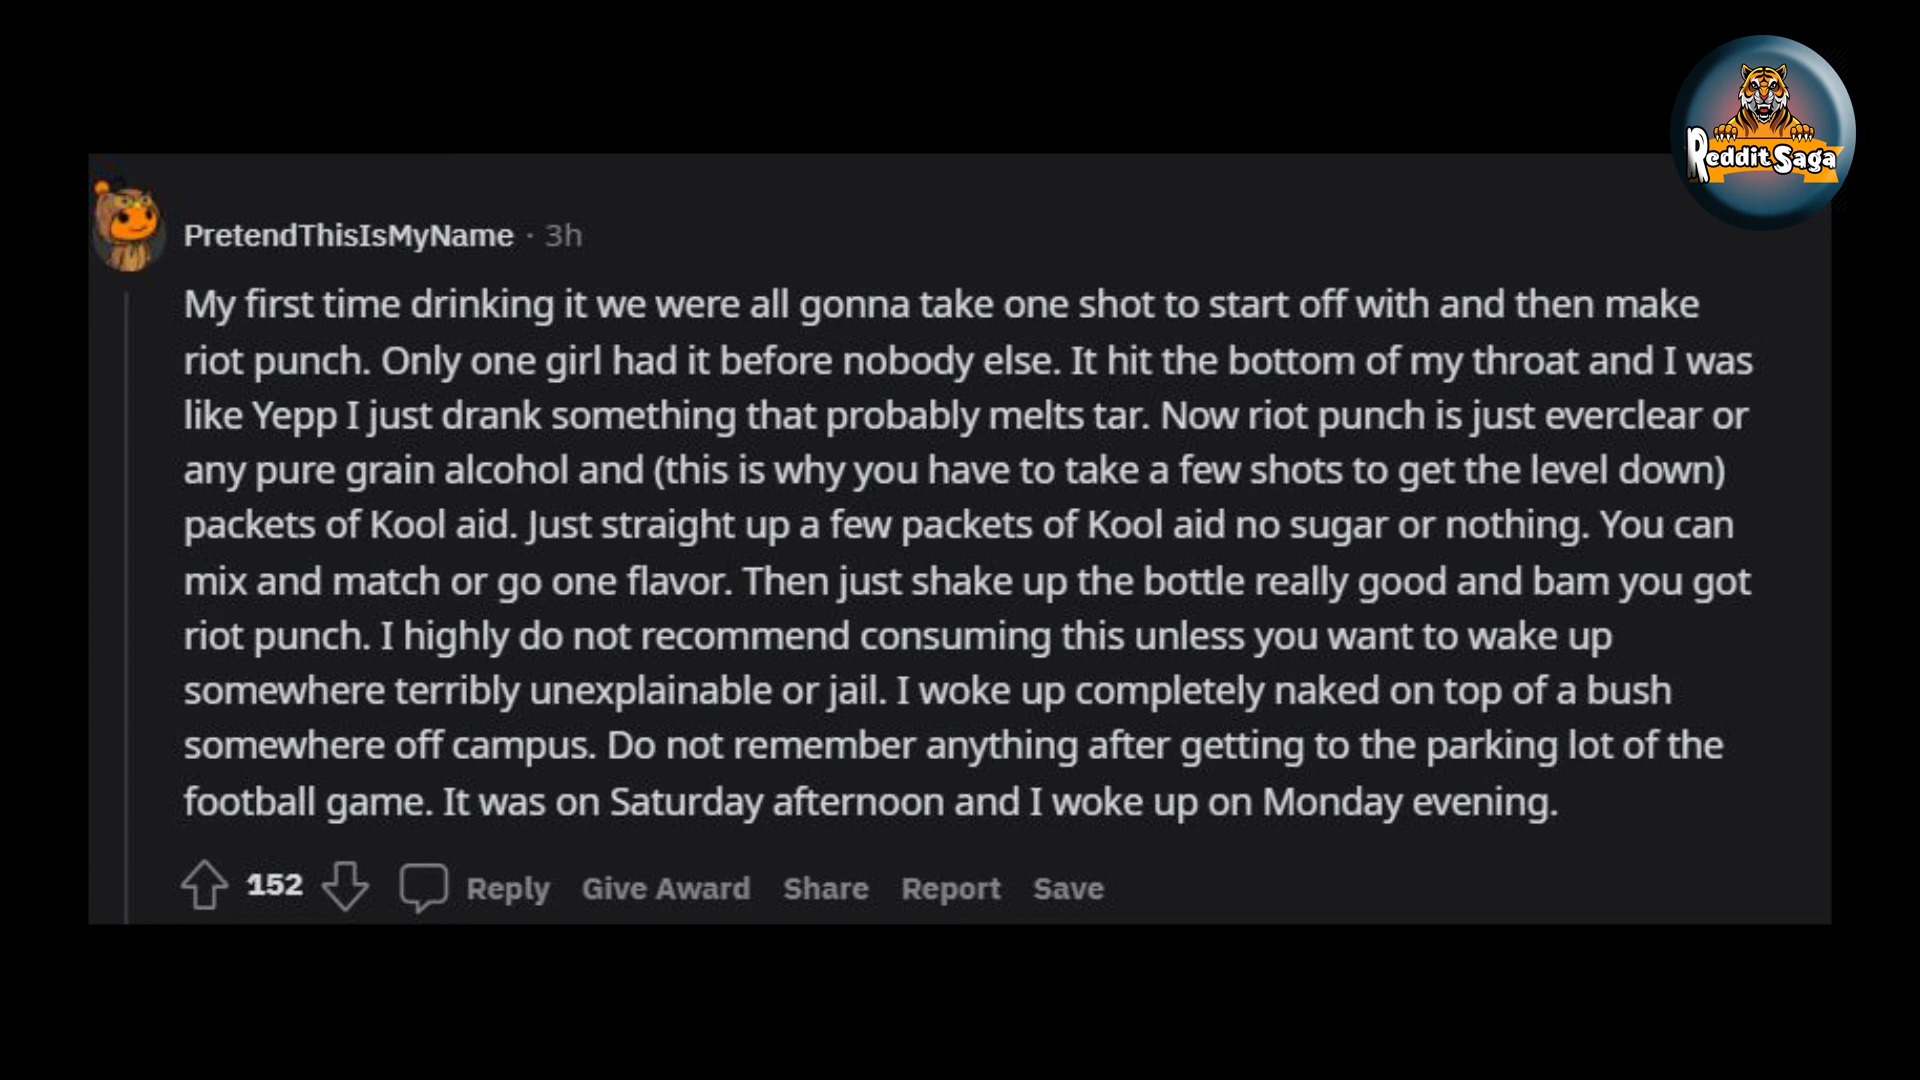 Reddit Saga
PretendThisIsMyName · 3h
My first time drinking it we were all gonna take one shot to start off with and then make
riot punch. Only one girl had it before nobody else. It hit the bottom of my throat and I was
like Yepp I just drank something that probably melts tar. Now riot punch is just everclear or
any pure grain alcohol and (this is why you have to take a few shots to get the level down)
packets of Kool aid. Just straight up a few packets of Kool aid no sugar or nothing. You can
mix and match or go one flavor. Then just shake up the bottle really good and bam you got
riot punch. I highly do not recommend consuming this unless you want to wake up
somewhere terribly unexplainable or jail. I woke up completely naked on top of a bush
somewhere off campus. Do not remember anything after getting to the parking lot of the
football game. It was on Saturday afternoon and I woke up on Monday evening.
152 Reply Give Award Share Report Save